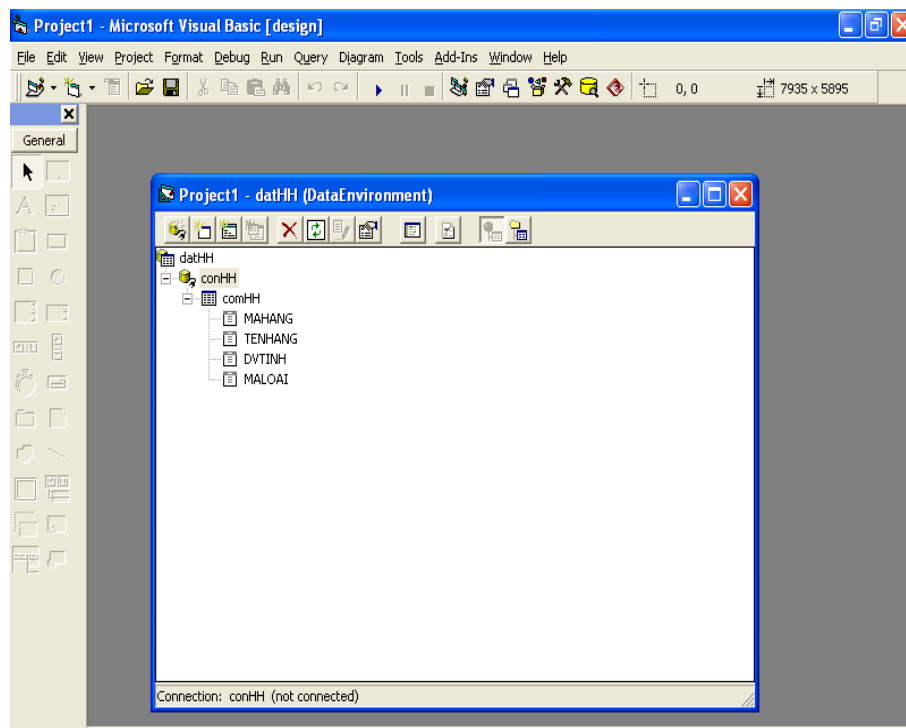 Project1 - Microsoft Visual Basic [design]
File Edit View Project Format Debug Run Query Diagram Tools Add-Ins Window Help
0, 0 7935 x 5895
General
Project1 - datHH (DataEnvironment)
datHH
conHH
comHH
MAHANG
TENHANG
DVTINH
MALOAI
Connection: conHH (not connected)